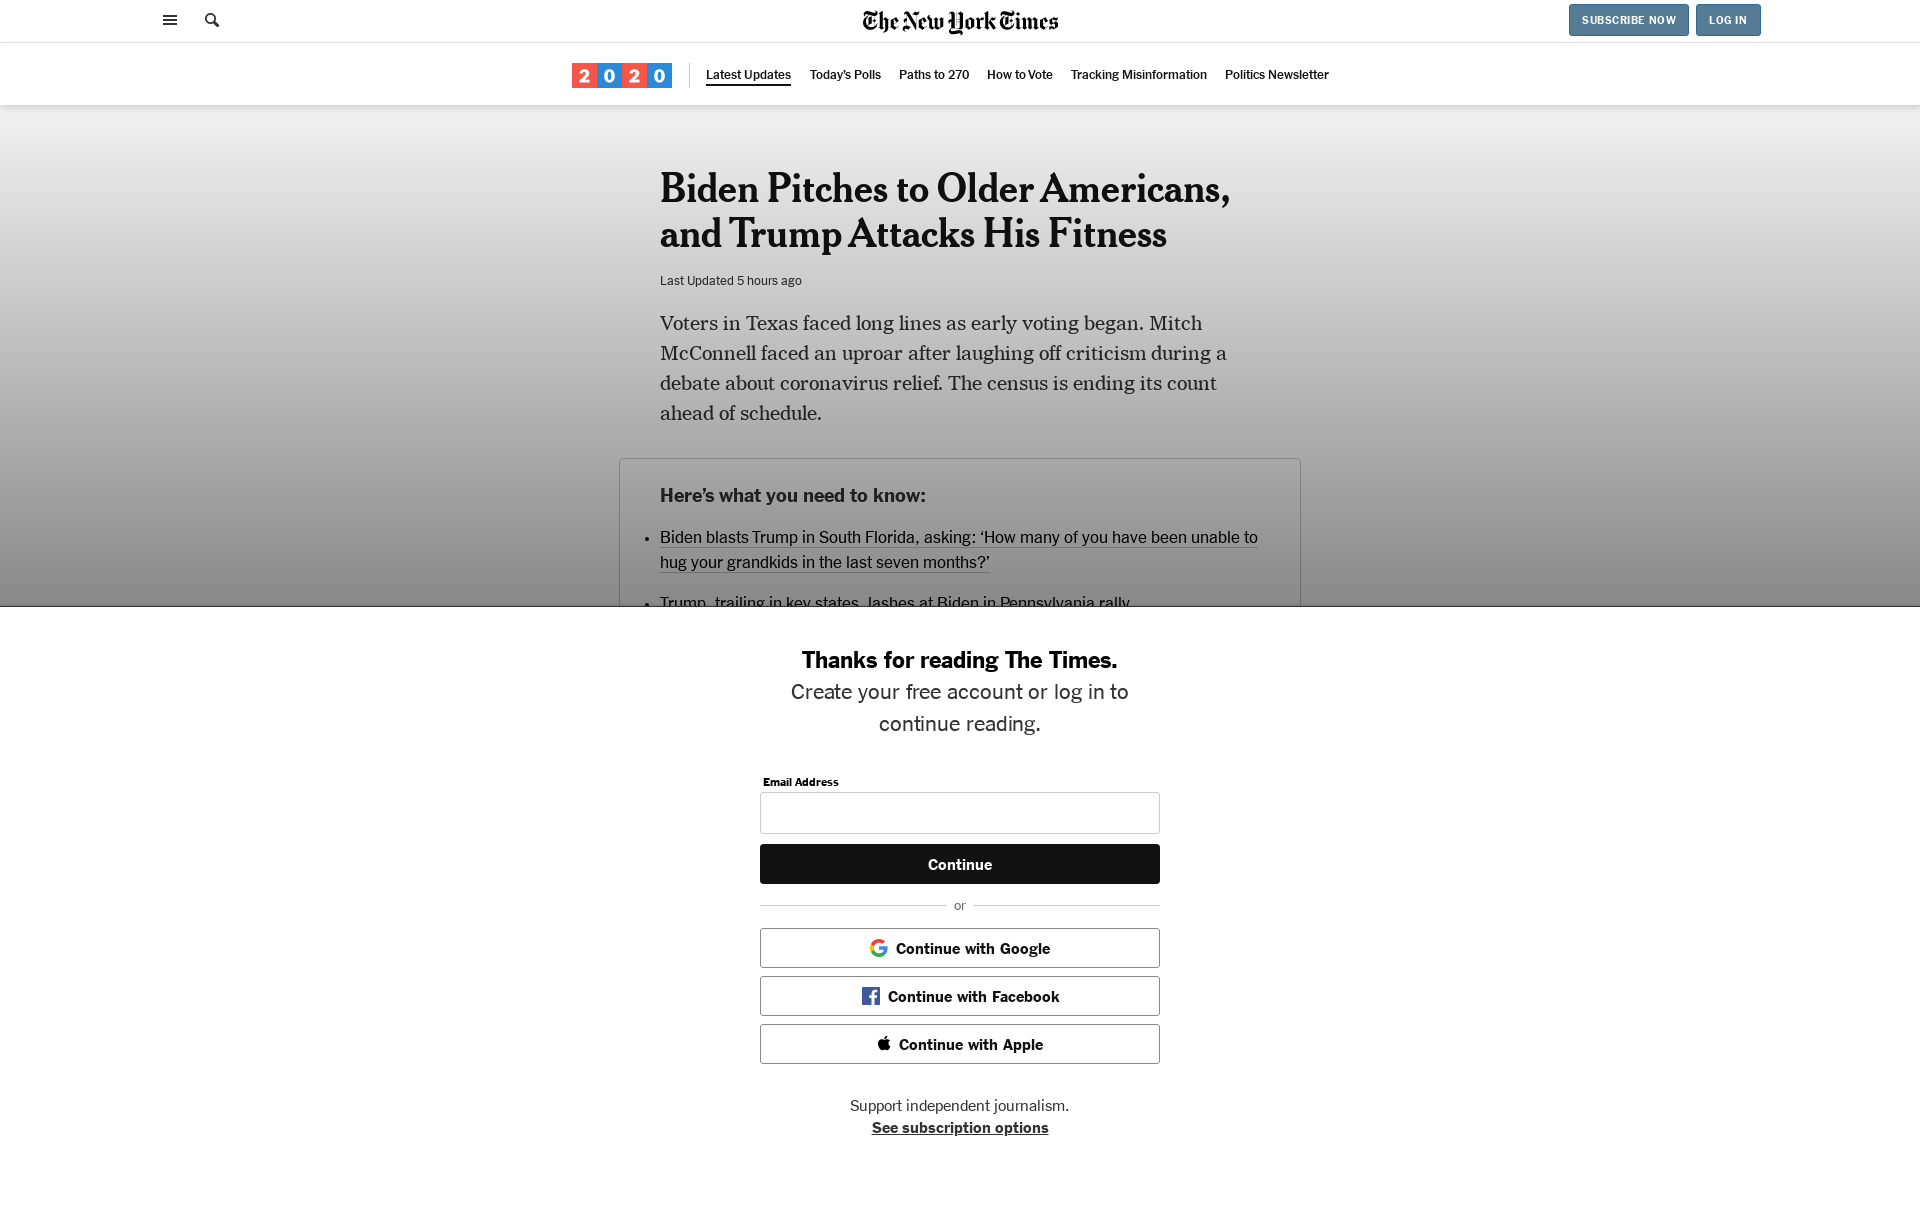 The New York Times
SUBSCRIBE NOW
LOG IN
2020
Latest Updates
Today's Polls
Paths to 270
How to Vote
Tracking Misinformation
Politics Newsletter
Biden Pitches to Older Americans,
and Trump Attacks His Fitness
Last Updated 5 hours ago
Voters in Texas faced long lines as early voting began. Mitch
McConnell faced an uproar after laughing off criticism during a
debate about coronavirus relief. The census is ending its count
ahead of schedule.
Here’s what you need to know:
Biden blasts Trump in South Florida, asking: ‘How many of you have been unable to
hug your grandkids in the last seven months?’
Trump, trailing in key states, lashes at Biden in Pennsylvania rally.
Thanks for reading The Times.
Create your free account or log in to
continue reading.
Email Address
Continue
or
Continue with Google
Continue with Facebook
Continue with Apple
Support independent journalism.
See subscription options